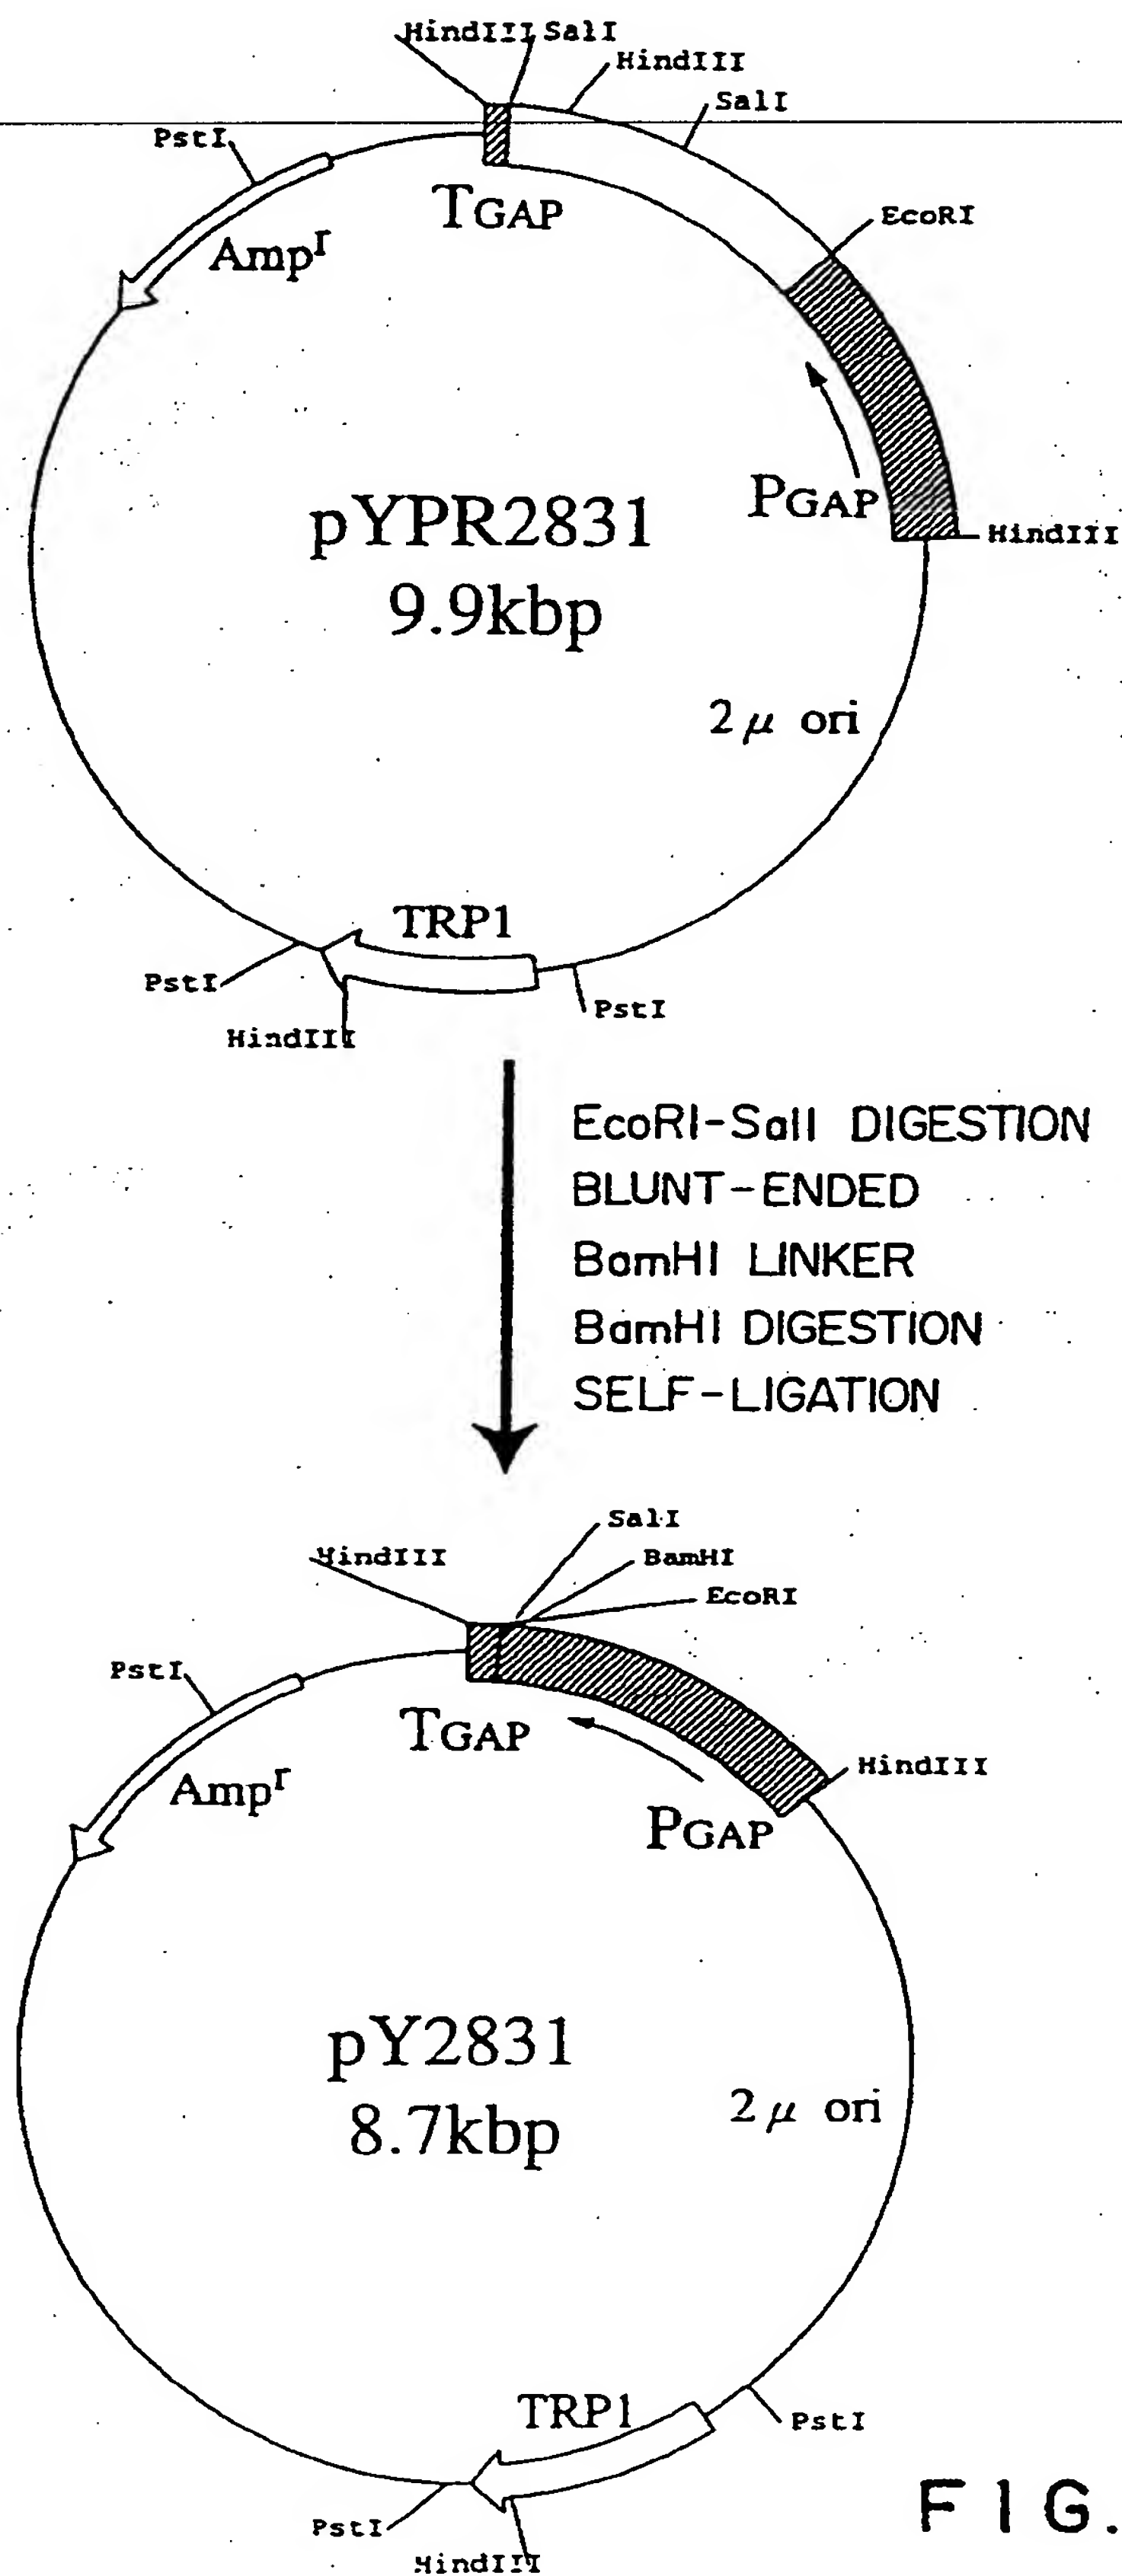 HindIII SalI
HindIII
SalI
PstI
EcoRI
TGAP
Ampr
PGAP
HindIII
pYPR2831
9.9kbp
2μ ori
TRP1
PstI
PstI
HindIII
EcoRI-SalI DIGESTION
BLUNT-ENDED
BamHI LINKER
BamHI DIGESTION
SELF-LIGATION
SalI
HindIII
BamHI
EcoRI
PstI
TGAP
HindIII
Ampr
PGAP
pY2831
8.7kbp
2μ ori
TRP1
PstI
PstI
HindIII
FIG.